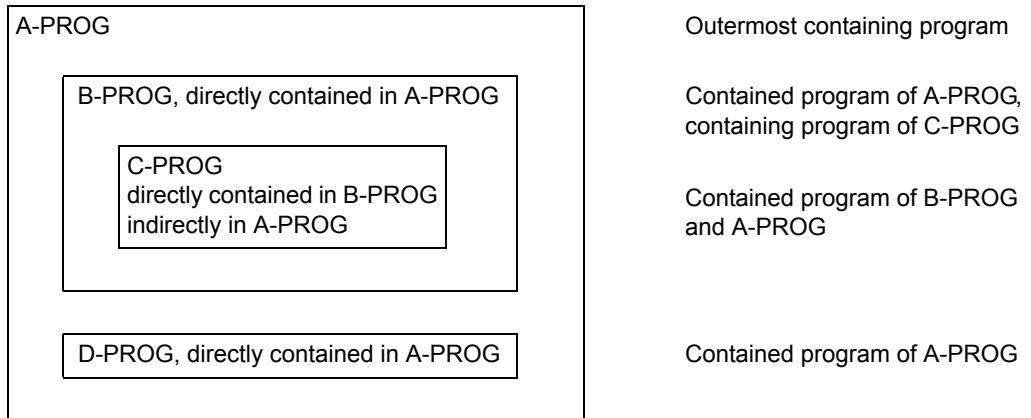 A-PROG
Outermost containing program
B-PROG, directly contained in A-PROG
Contained program of A-PROG,
containing program of C-PROG
C-PROG
directly contained in B-PROG
indirectly in A-PROG
Contained program of B-PROG
and A-PROG
D-PROG, directly contained in A-PROG
Contained program of A-PROG